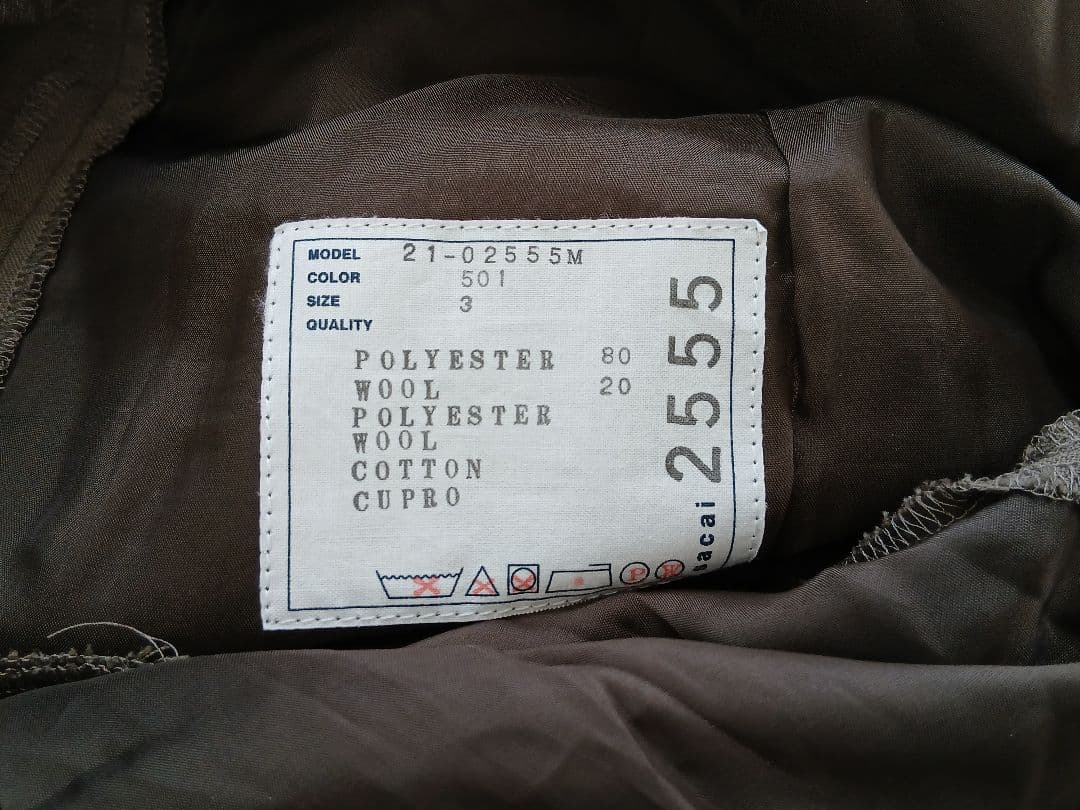 MODEL 21-02555M
COLOR 501
SIZE 3
QUALITY
POLYESTER 80
WOOL 20
POLYESTER
WOOL
COTTON
CUPRO
P
sacai 2555